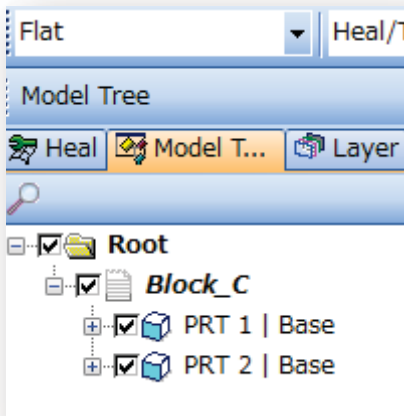 Flat Heal/T
Model Tree
Heal Model T... Layer
Root
Block_C
PRT 1 | Base
PRT 2 | Base